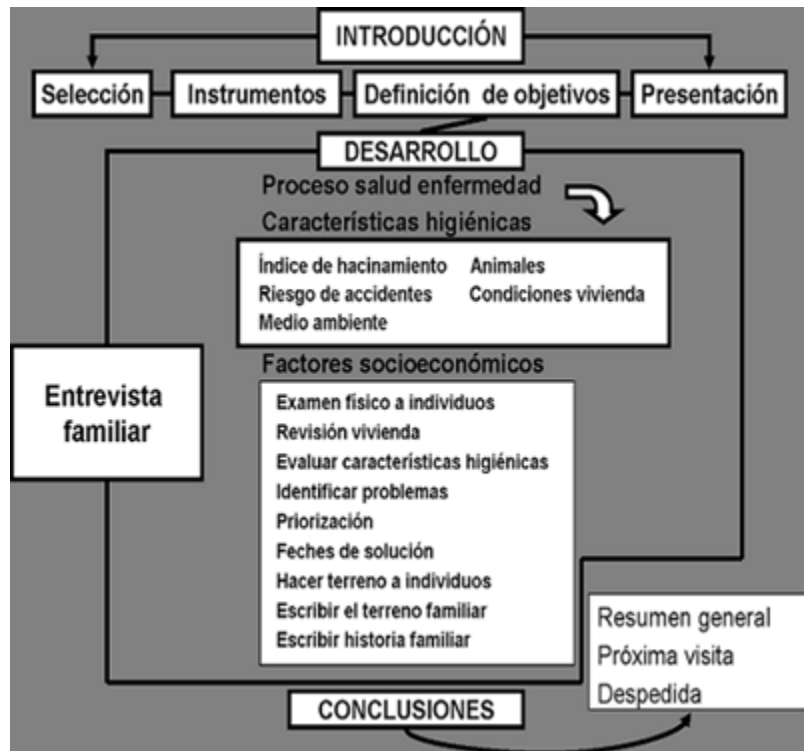 INTRODUCCIÓN
Selección
Instrumentos
Definición de objetivos
Presentación
DESARROLLO
Proceso salud enfermedad
Características higiénicas
Índice de hacinamiento Animales
Riesgo de accidentes Condiciones vivienda
Medio ambiente
Factores socioeconómicos
Entrevista
familiar
Examen físico a individuos
Revisión vivienda
Evaluar características higiénicas
Identificar problemas
Priorización
Feches de solución
Hacer terreno a individuos
Escribir el terreno familiar
Escribir historia familiar
CONCLUSIONES
Resumen general
Próxima visita
Despedida